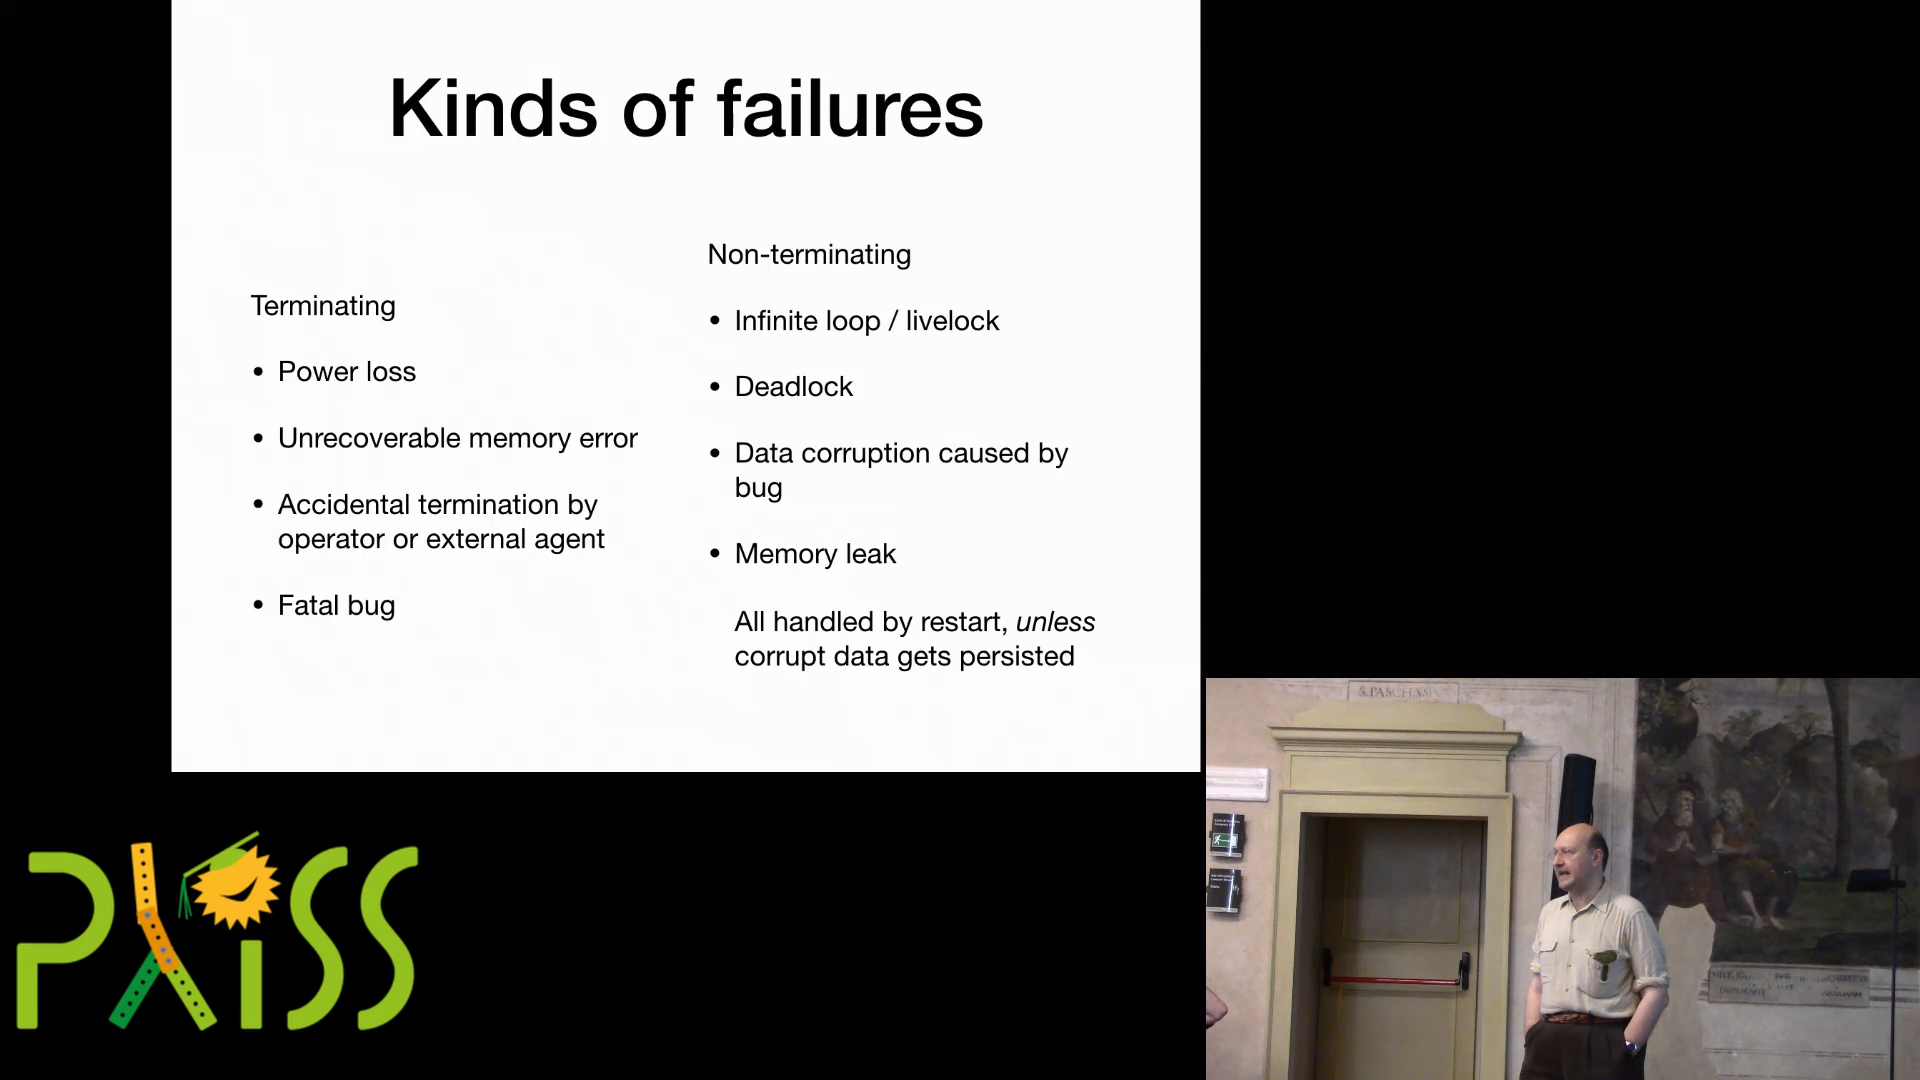 Kinds of failures
Terminating
• Power loss
• Unrecoverable memory error
• Accidental termination by
operator or external agent
• Fatal bug
Non-terminating
• Infinite loop / livelock
• Deadlock
• Data corruption caused by
bug
• Memory leak
All handled by restart, unless
corrupt data gets persisted
PλISS
S. PASCHASIVS